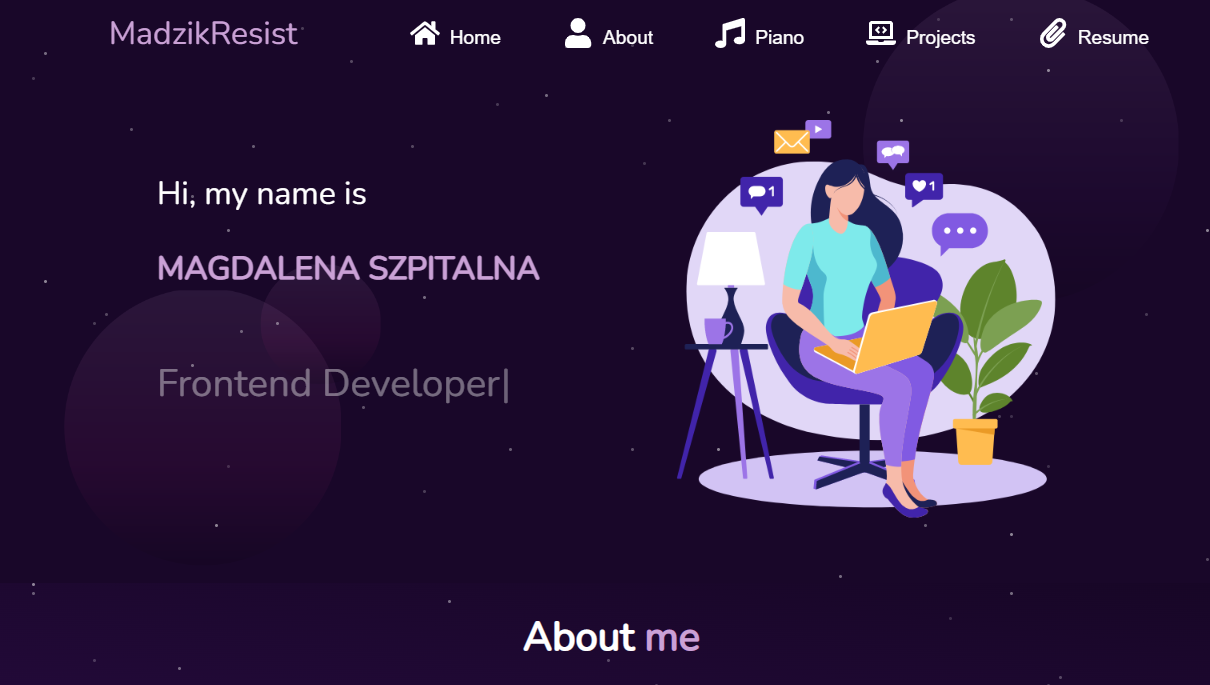 MadzikResist
Home
About
Piano
Projects
Resume
Hi, my name is
MAGDALENA SZPITALNA
Frontend Developer|
1
1
About me